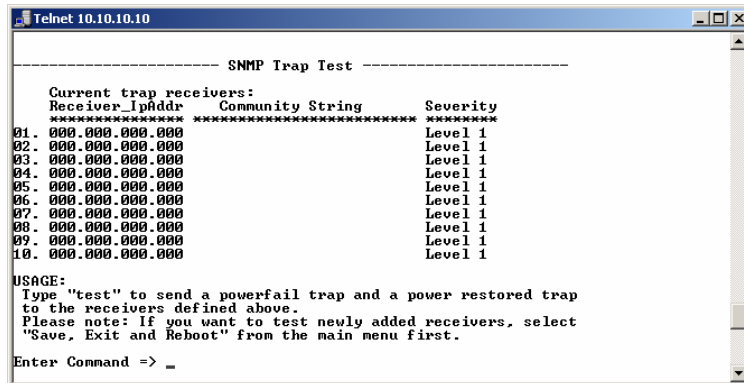 Telnet 10.10.10.10
----------------------- SNMP Trap Test -----------------------
Current trap receivers:
Receiver_IpAddr Community String Severity
*************** ************************* ********
01. 000.000.000.000 Level 1
02. 000.000.000.000 Level 1
03. 000.000.000.000 Level 1
04. 000.000.000.000 Level 1
05. 000.000.000.000 Level 1
06. 000.000.000.000 Level 1
07. 000.000.000.000 Level 1
08. 000.000.000.000 Level 1
09. 000.000.000.000 Level 1
10. 000.000.000.000 Level 1
USAGE:
Type "test" to send a powerfail trap and a power restored trap
to the receivers defined above.
Please note: If you want to test newly added receivers, select
"Save, Exit and Reboot" from the main menu first.
Enter Command => _